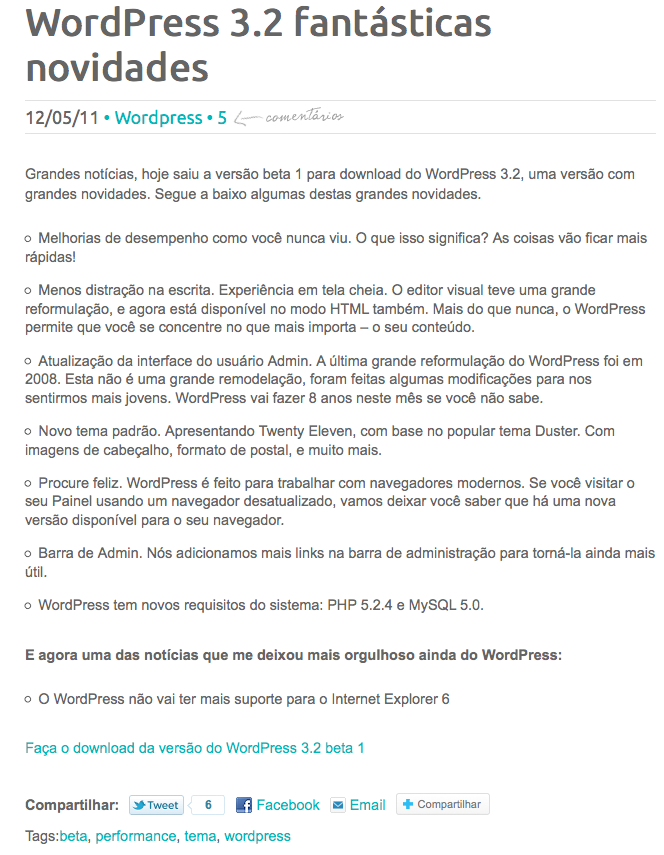 WordPress 3.2 fantásticas
novidades
12/05/11 • Wordpress • 5 comentários
Grandes notícias, hoje saiu a versão beta 1 para download do WordPress 3.2, uma versão com
grandes novidades. Segue a baixo algumas destas grandes novidades.
Melhorias de desempenho como você nunca viu. O que isso significa? As coisas vão ficar mais
rápidas!
Menos distração na escrita. Experiência em tela cheia. O editor visual teve uma grande
reformulação, e agora está disponível no modo HTML também. Mais do que nunca, o WordPress
permite que você se concentre no que mais importa – o seu conteúdo.
Atualização da interface do usuário Admin. A última grande reformulação do WordPress foi em
2008. Esta não é uma grande remodelação, foram feitas algumas modificações para nos
sentirmos mais jovens. WordPress vai fazer 8 anos neste mês se você não sabe.
Novo tema padrão. Apresentando Twenty Eleven, com base no popular tema Duster. Com
imagens de cabeçalho, formato de postal, e muito mais.
Procure feliz. WordPress é feito para trabalhar com navegadores modernos. Se você visitar o
seu Painel usando um navegador desatualizado, vamos deixar você saber que há uma nova
versão disponível para o seu navegador.
Barra de Admin. Nós adicionamos mais links na barra de administração para torná-la ainda mais
útil.
WordPress tem novos requisitos do sistema: PHP 5.2.4 e MySQL 5.0.
E agora uma das notícias que me deixou mais orgulhoso ainda do WordPress:
O WordPress não vai ter mais suporte para o Internet Explorer 6
Faça o download da versão do WordPress 3.2 beta 1
Compartilhar: Tweet 6 Facebook Email Compartilhar
Tags:beta, performance, tema, wordpress